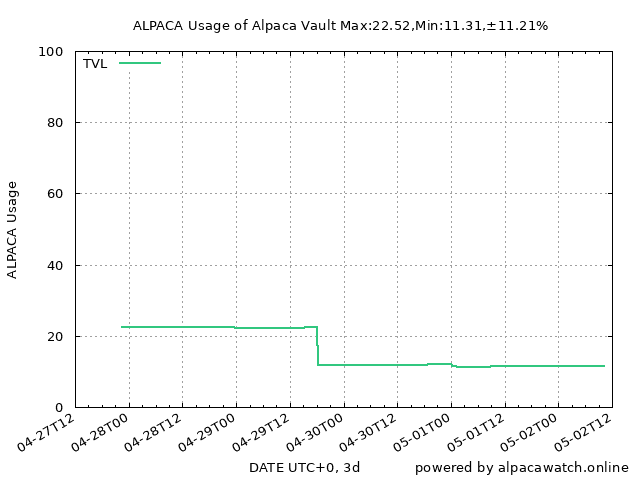 ALPACA Usage of Alpaca Vault Max:22.52,Min:11.31,±11.21%
TVL
100
80
60
40
20
0
ALPACA Usage
04-27T12
04-28T00
04-28T12
04-29T00
04-29T12
04-30T00
04-30T12
05-01T00
05-01T12
05-02T00
05-02T12
DATE UTC+0, 3d
powered by alpacawatch.online